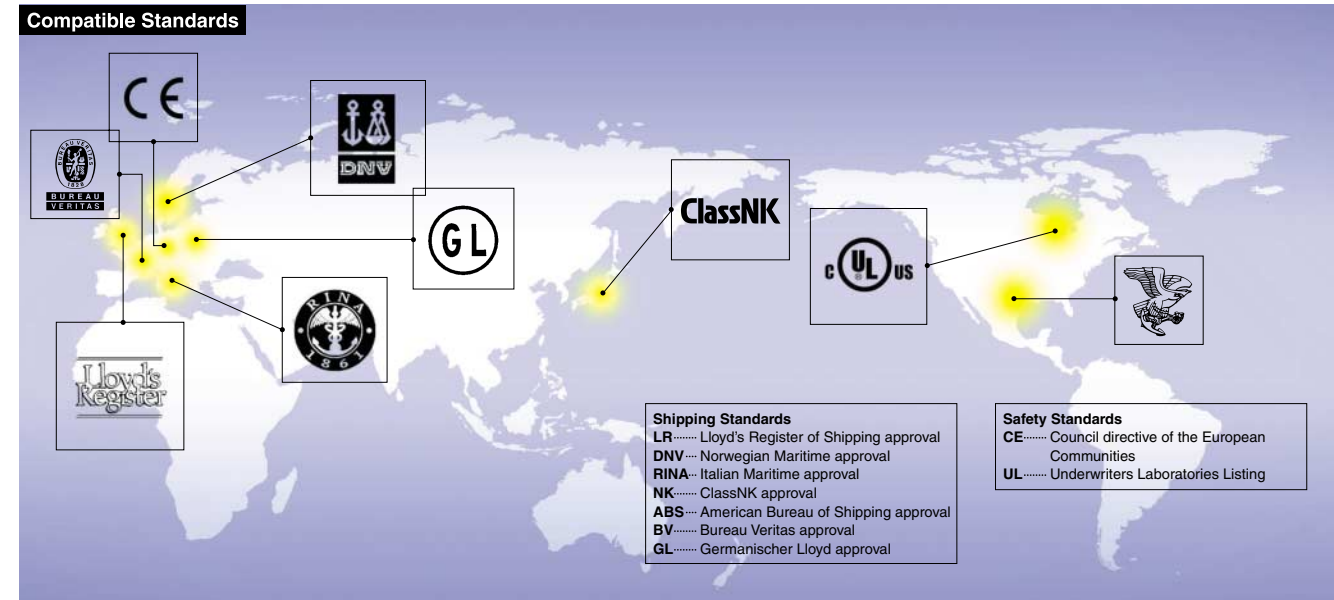 Compatible Standards
CE
BUREAU VERITAS
1828
BUREAU
VERITAS
DNV
GL
ClassNK
C UL® US
RINA
1861
Lloyd's
Register
Shipping Standards
LR········ Lloyd's Register of Shipping approval
DNV···· Norwegian Maritime approval
RINA··· Italian Maritime approval
NK········ ClassNK approval
ABS···· American Bureau of Shipping approval
BV········ Bureau Veritas approval
GL········ Germanischer Lloyd approval
Safety Standards
CE········ Council directive of the European
Communities
UL········ Underwriters Laboratories Listing